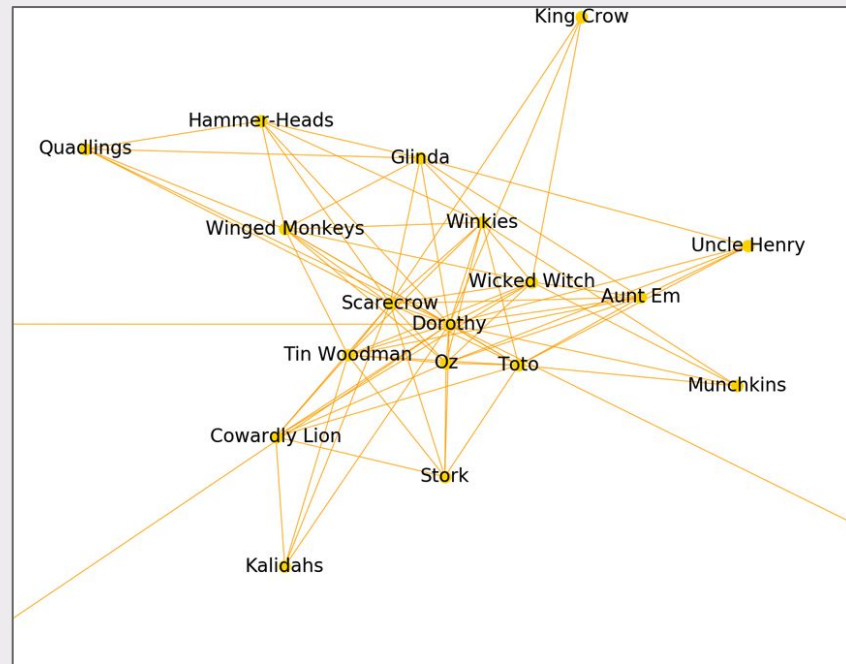 King Crow
Hammer-Heads
Quadlings
Glinda
Winged Monkeys
Winkies
Uncle Henry
Wicked Witch
Aunt Em
Scarecrow
Dorothy
Tin Woodman
Oz
Toto
Munchkins
Cowardly Lion
Stork
Kalidahs